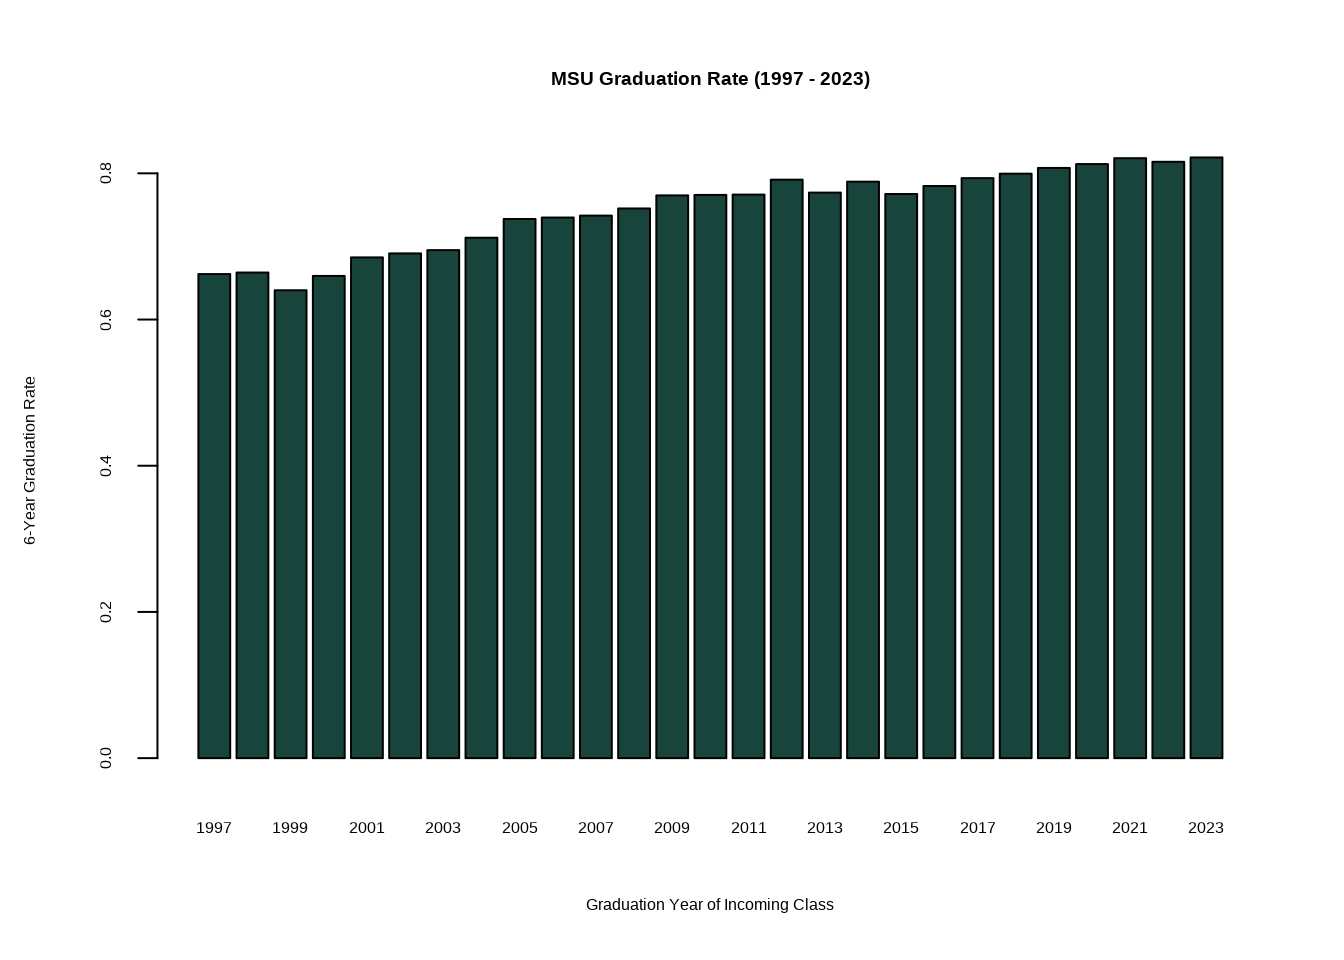 MSU Graduation Rate (1997 - 2023)
0.8
0.6
0.4
0.2
0.0
6-Year Graduation Rate
1997 1999 2001 2003 2005 2007 2009 2011 2013 2015 2017 2019 2021 2023
Graduation Year of Incoming Class